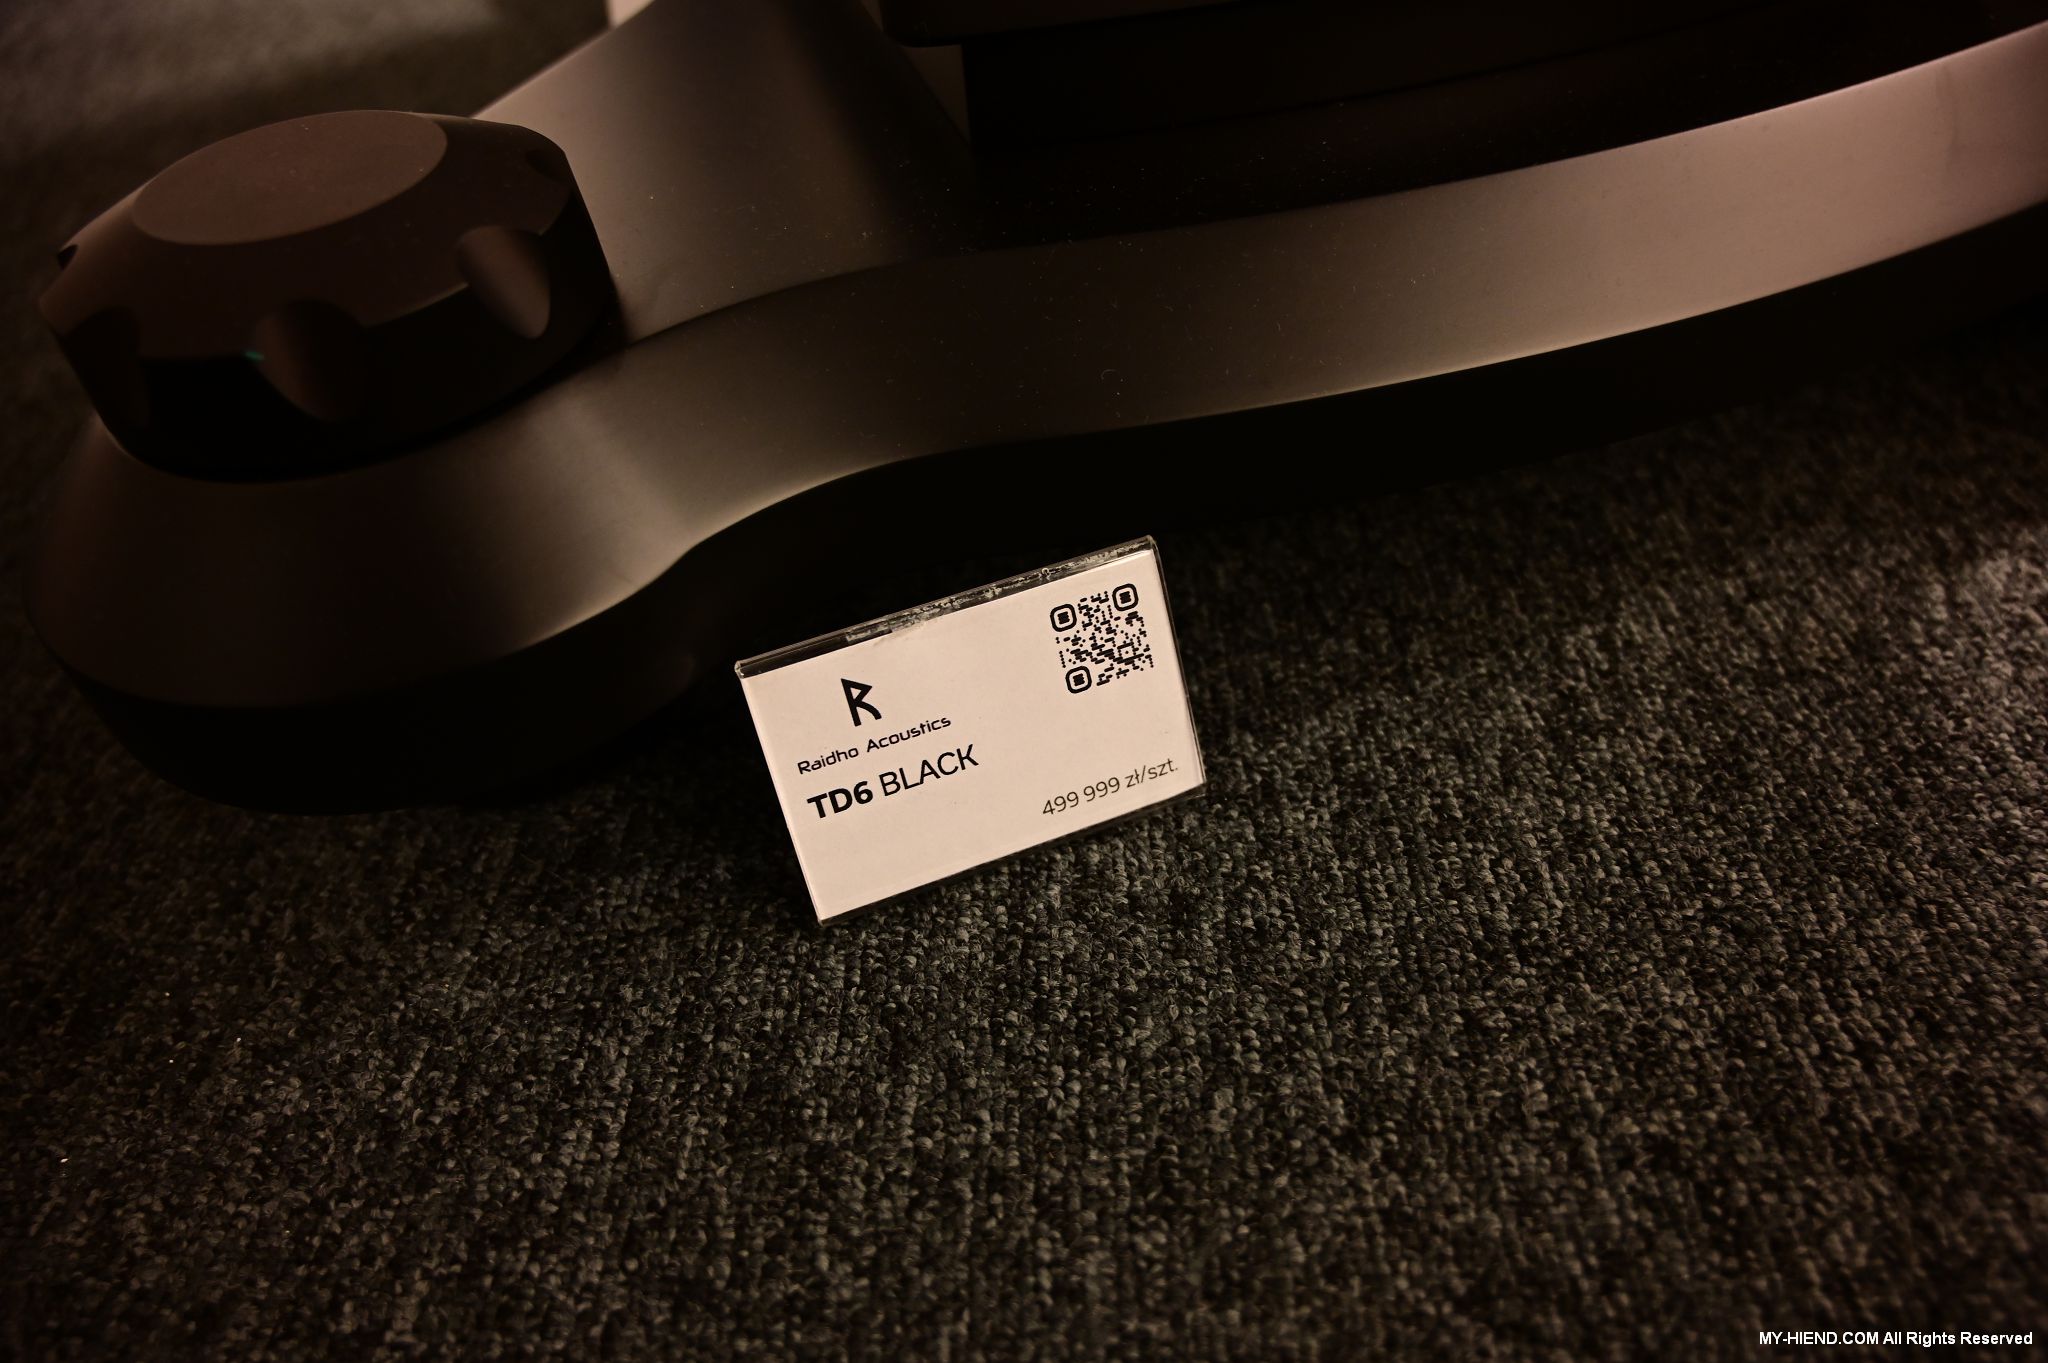 R
Raidho Acoustics
TD6 BLACK
499 999 zł/szt.
MY-HIEND.COM All Rights Reserved